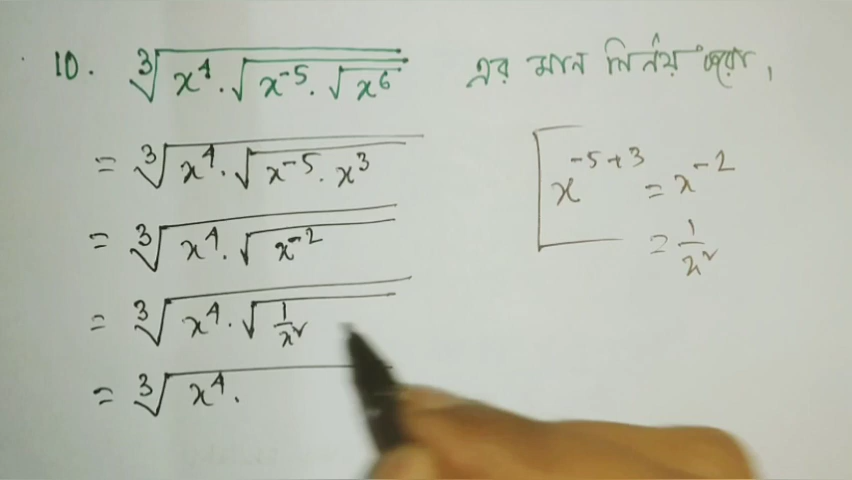 10. ∛(x⁴·√(x⁻⁵·√(x⁶))) এর মান নির্ণয় করো,
= ∛(x⁴·√(x⁻⁵·x³))
= ∛(x⁴·√(x⁻²))
= ∛(x⁴·√(1/x²))
= ∛(x⁴·
x⁻⁵⁺³ = x⁻²
= 1/x²